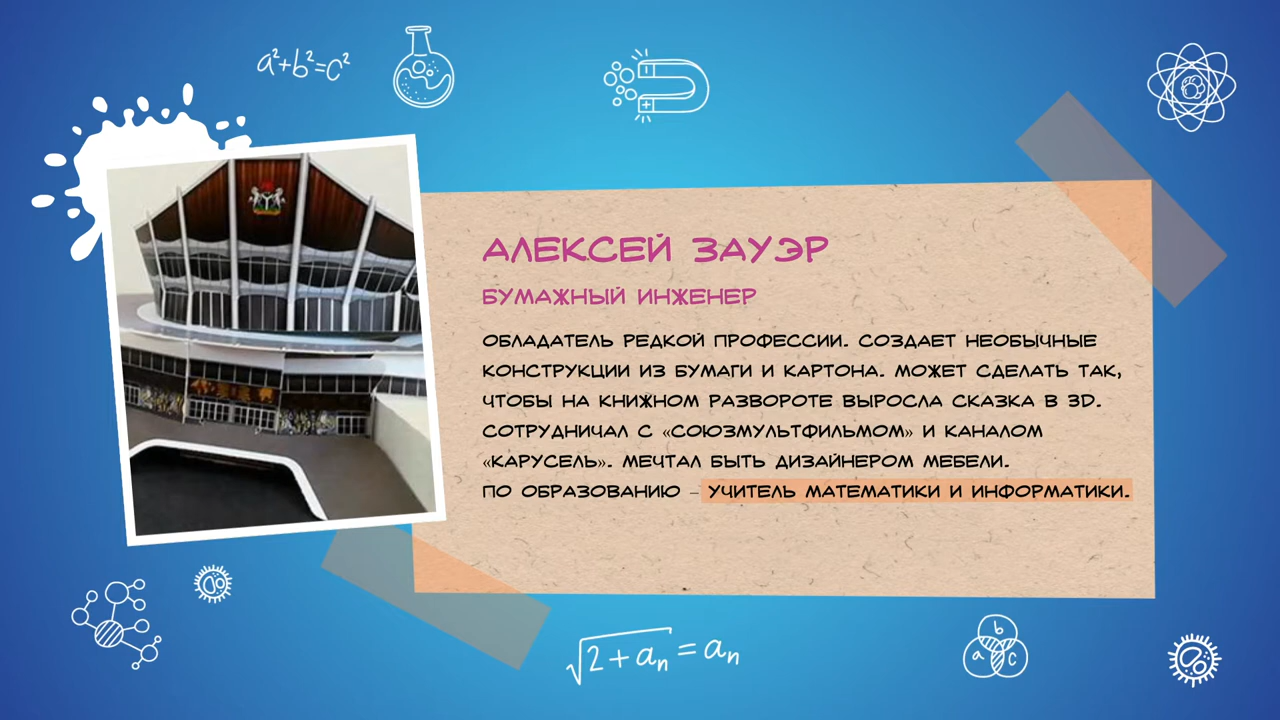 a²+b²=c²
АЛЕКСЕЙ ЗАУЭР
БУМАЖНЫЙ ИНЖЕНЕР
ОБЛАДАТЕЛЬ РЕДКОЙ ПРОФЕССИИ. СОЗДАЕТ НЕОБЫЧНЫЕ
КОНСТРУКЦИИ ИЗ БУМАГИ И КАРТОНА. МОЖЕТ СДЕЛАТЬ ТАК,
ЧТОБЫ НА КНИЖНОМ РАЗВОРОТЕ ВЫРОСЛА СКАЗКА В 3D.
СОТРУДНИЧАЛ С «СОЮЗМУЛЬТФИЛЬМОМ» И КАНАЛОМ
«КАРУСЕЛЬ». МЕЧТАЛ БЫТЬ ДИЗАЙНЕРОМ МЕБЕЛИ.
ПО ОБРАЗОВАНИЮ – УЧИТЕЛЬ МАТЕМАТИКИ И ИНФОРМАТИКИ.
√2+aₙ = aₙ
b
a c